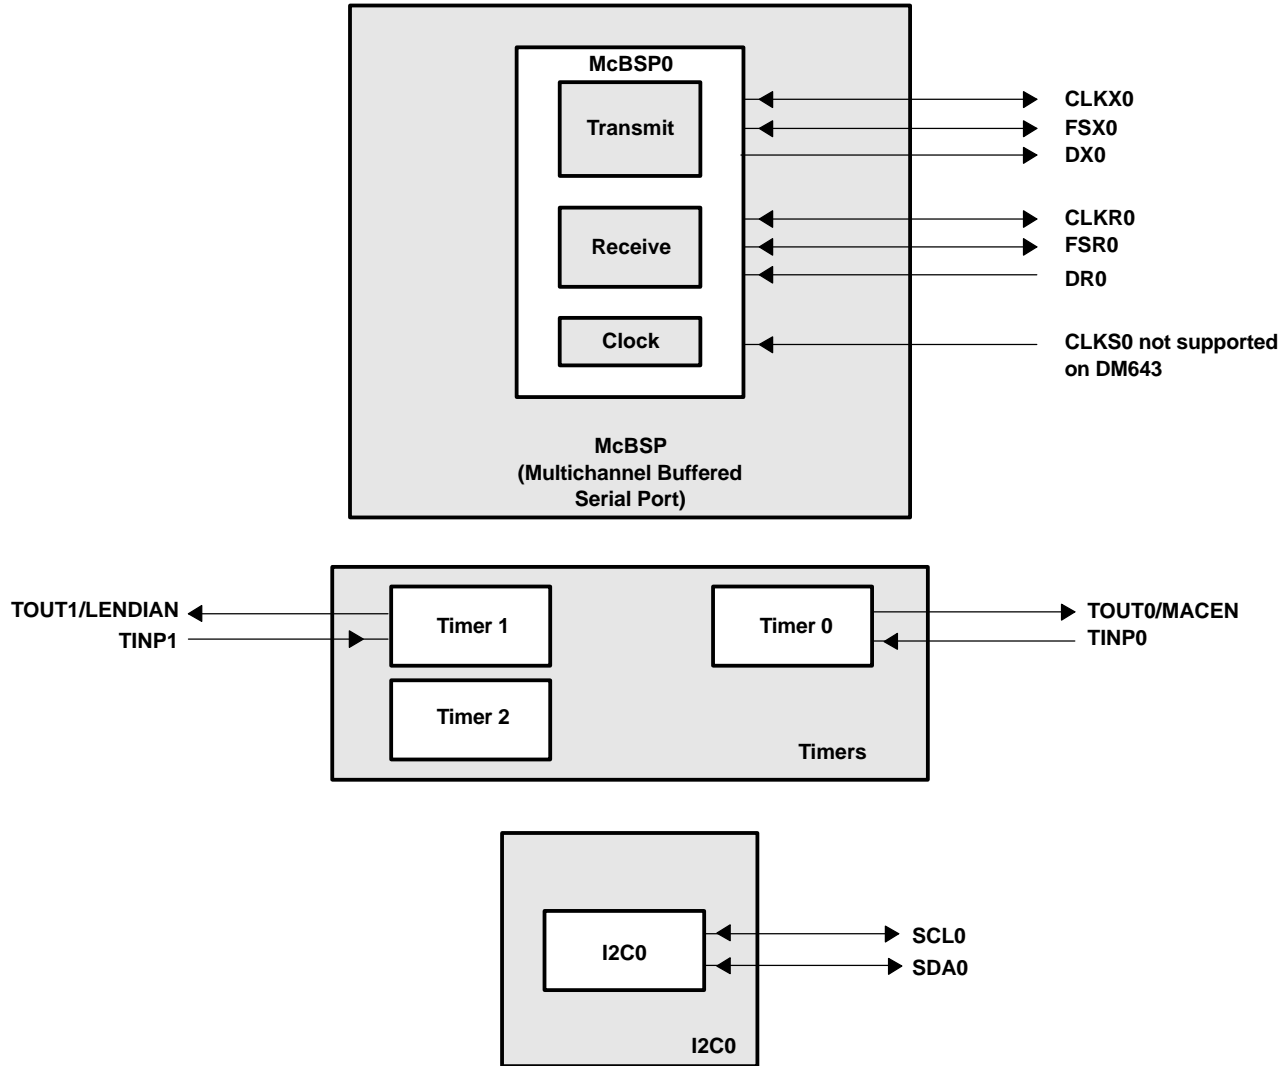 McBSP0
Transmit
CLKX0
FSX0
DX0
Receive
CLKR0
FSR0
DR0
Clock
CLKS0 not supported
on DM643
McBSP
(Multichannel Buffered
Serial Port)
TOUT1/LENDIAN
TINP1
Timer 1
Timer 0
TOUT0/MACEN
TINP0
Timer 2
Timers
I2C0
SCL0
SDA0
I2C0